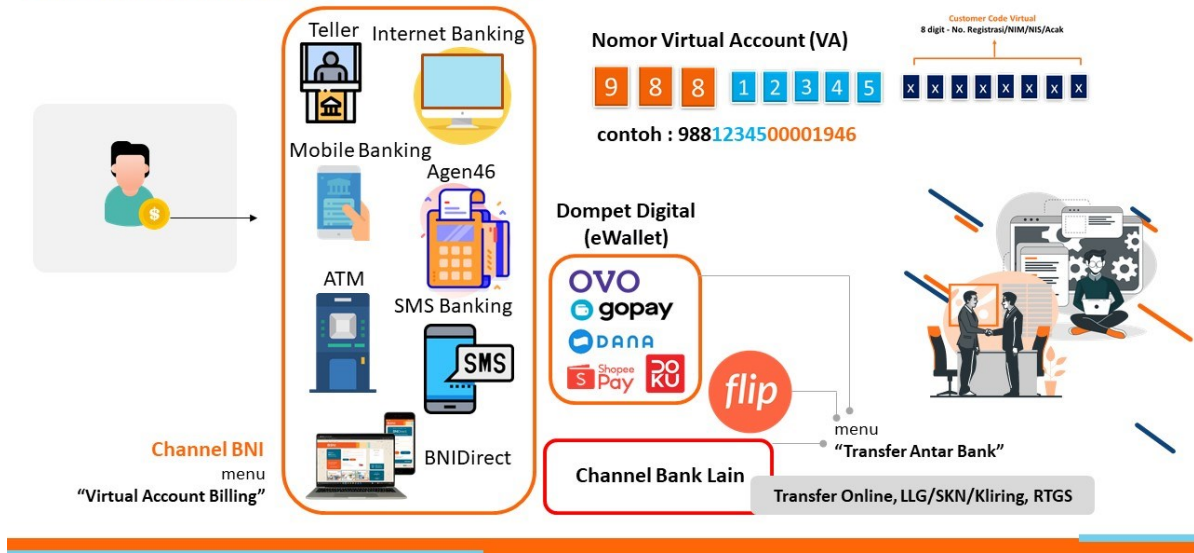 Teller
Internet Banking
Mobile Banking
Agen46
ATM
SMS Banking
SMS
BNIDirect
Channel BNI
menu
“Virtual Account Billing”
Customer Code Virtual
8 digit - No. Registrasi/NIM/NIS/Acak
Nomor Virtual Account (VA)
9 8 8 1 2 3 4 5 x x x x x x x x
contoh : 9881234500001946
Dompet Digital
(eWallet)
OVO
gopay
DANA
S Shopee
Pay
DO
KU
flip
menu
“Transfer Antar Bank”
Channel Bank Lain
Transfer Online, LLG/SKN/Kliring, RTGS